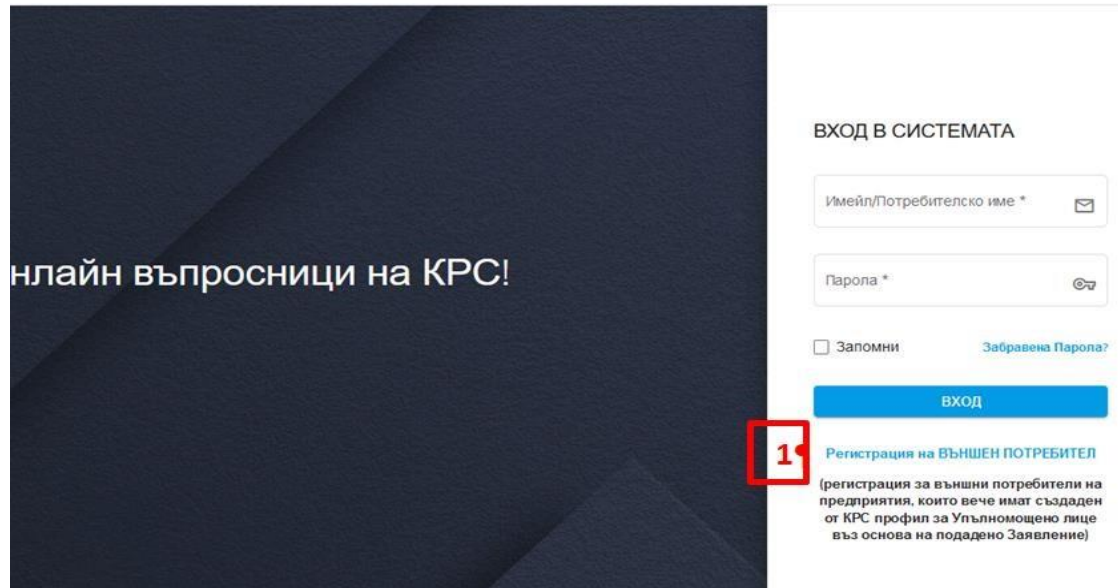 ВХОД В СИСТЕМАТА
Имейл/Потребителско име *
нлайн въпросници на КРС!
Парола *
Запомни Забравена Парола?
ВХОД
1
Регистрация на ВЪНШЕН ПОТРЕБИТЕЛ
(регистрация за външни потребители на
предприятия, които вече имат създаден
от КРС профил за Упълномощено лице
въз основа на подадено Заявление)